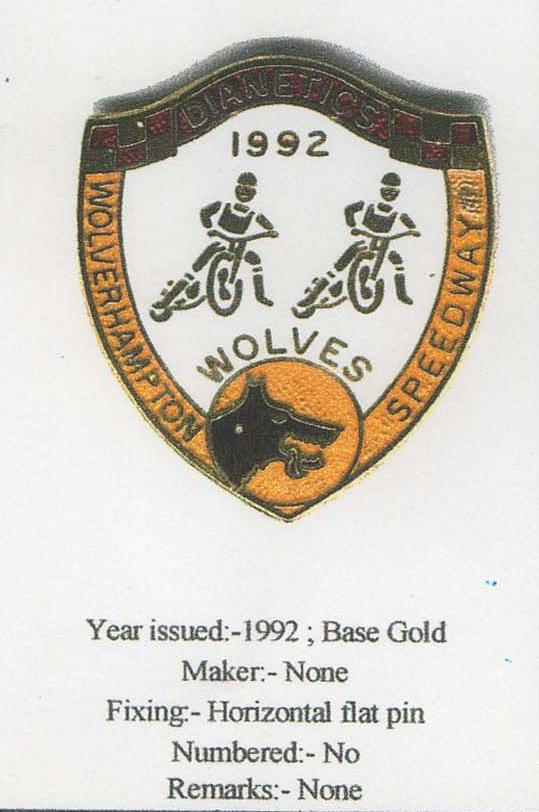 DIANETICS
1992
WOLVERHAMPTON
SPEEDWAY
WOLVES
Year issued:-1992 ; Base Gold
Maker:- None
Fixing:- Horizontal flat pin
Numbered:- No
Remarks:- None